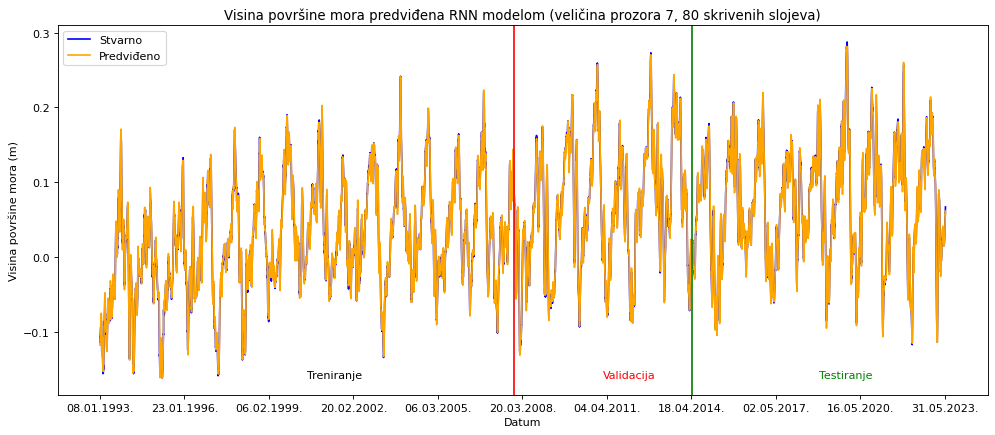 Visina površine mora predviđena RNN modelom (veličina prozora 7, 80 skrivenih slojeva)
Stvarno
Predviđeno
Visina površine mora (m)
0.3
0.2
0.1
0.0
−0.1
Treniranje
Validacija
Testiranje
08.01.1993.
23.01.1996.
06.02.1999.
20.02.2002.
06.03.2005.
20.03.2008.
04.04.2011.
18.04.2014.
02.05.2017.
16.05.2020.
31.05.2023.
Datum